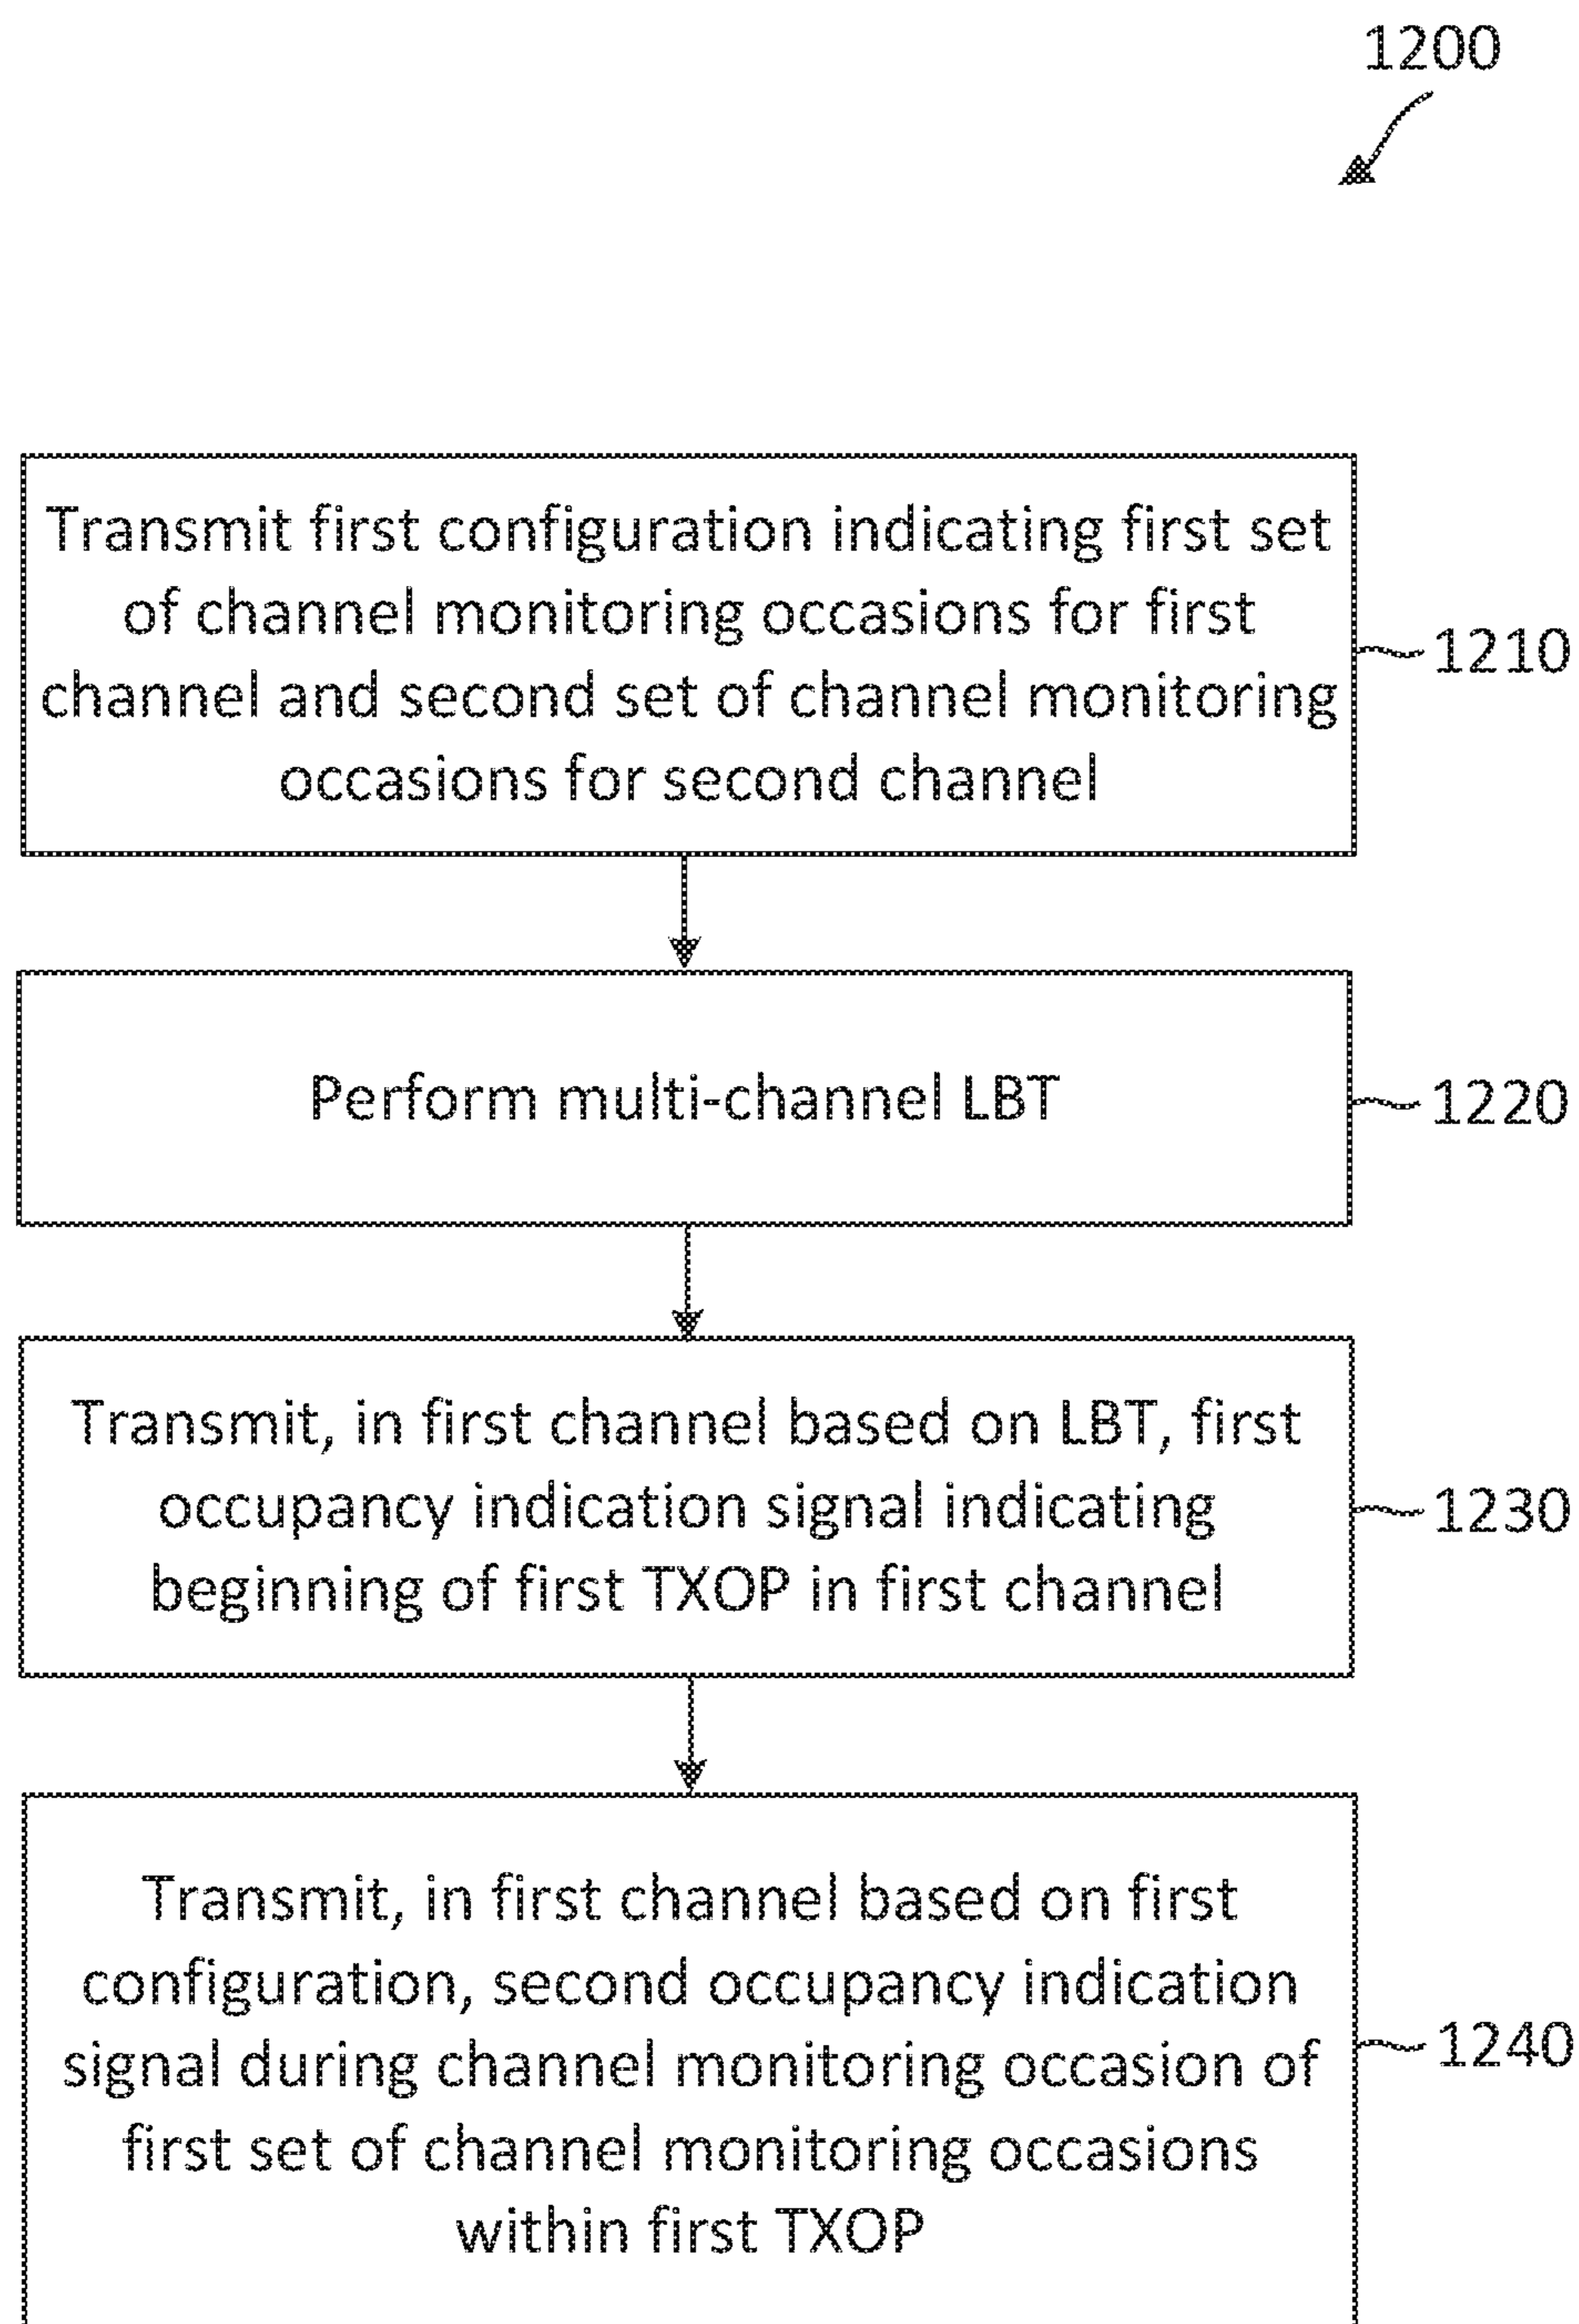 1200
Transmit first configuration indicating first set
of channel monitoring occasions for first
channel and second set of channel monitoring
occasions for second channel
1210
Perform multi-channel LBT
1220
Transmit, in first channel based on LBT, first
occupancy indication signal indicating
beginning of first TXOP in first channel
1230
Transmit, in first channel based on first
configuration, second occupancy indication
signal during channel monitoring occasion of
first set of channel monitoring occasions
within first TXOP
1240